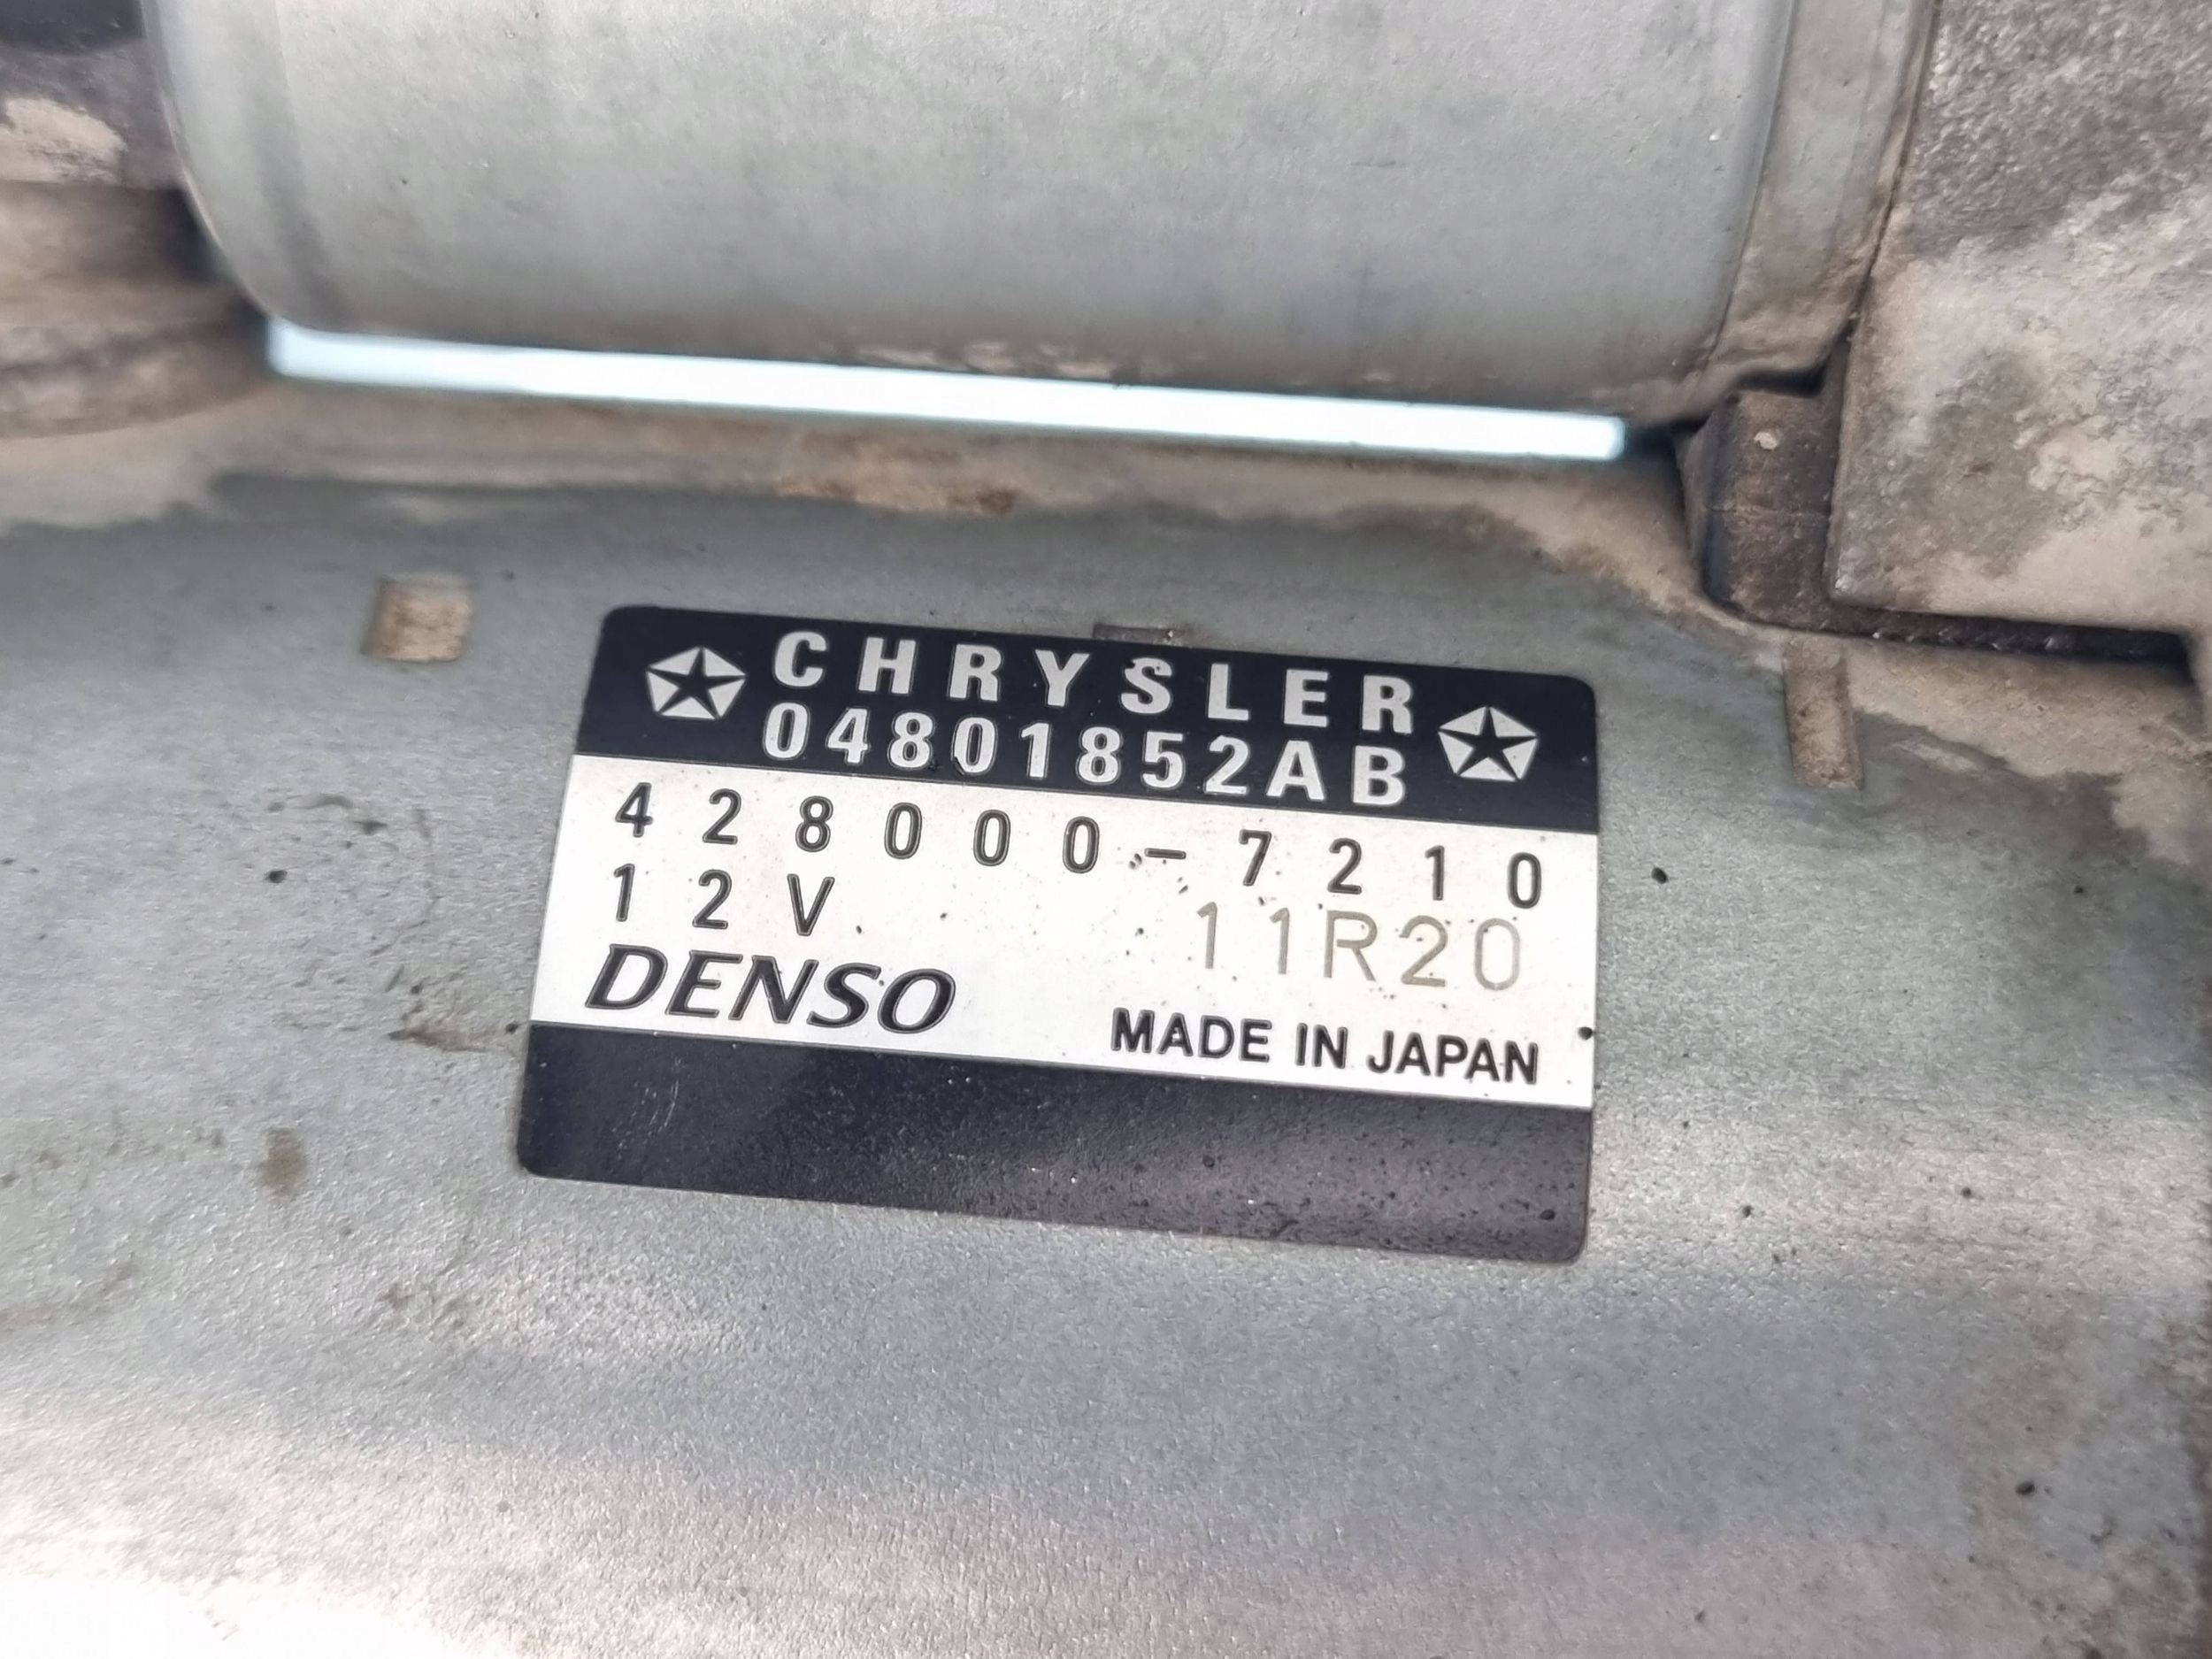 CHRYSLER
04801852AB
428000-7210
12V
11R20
DENSO
MADE IN JAPAN